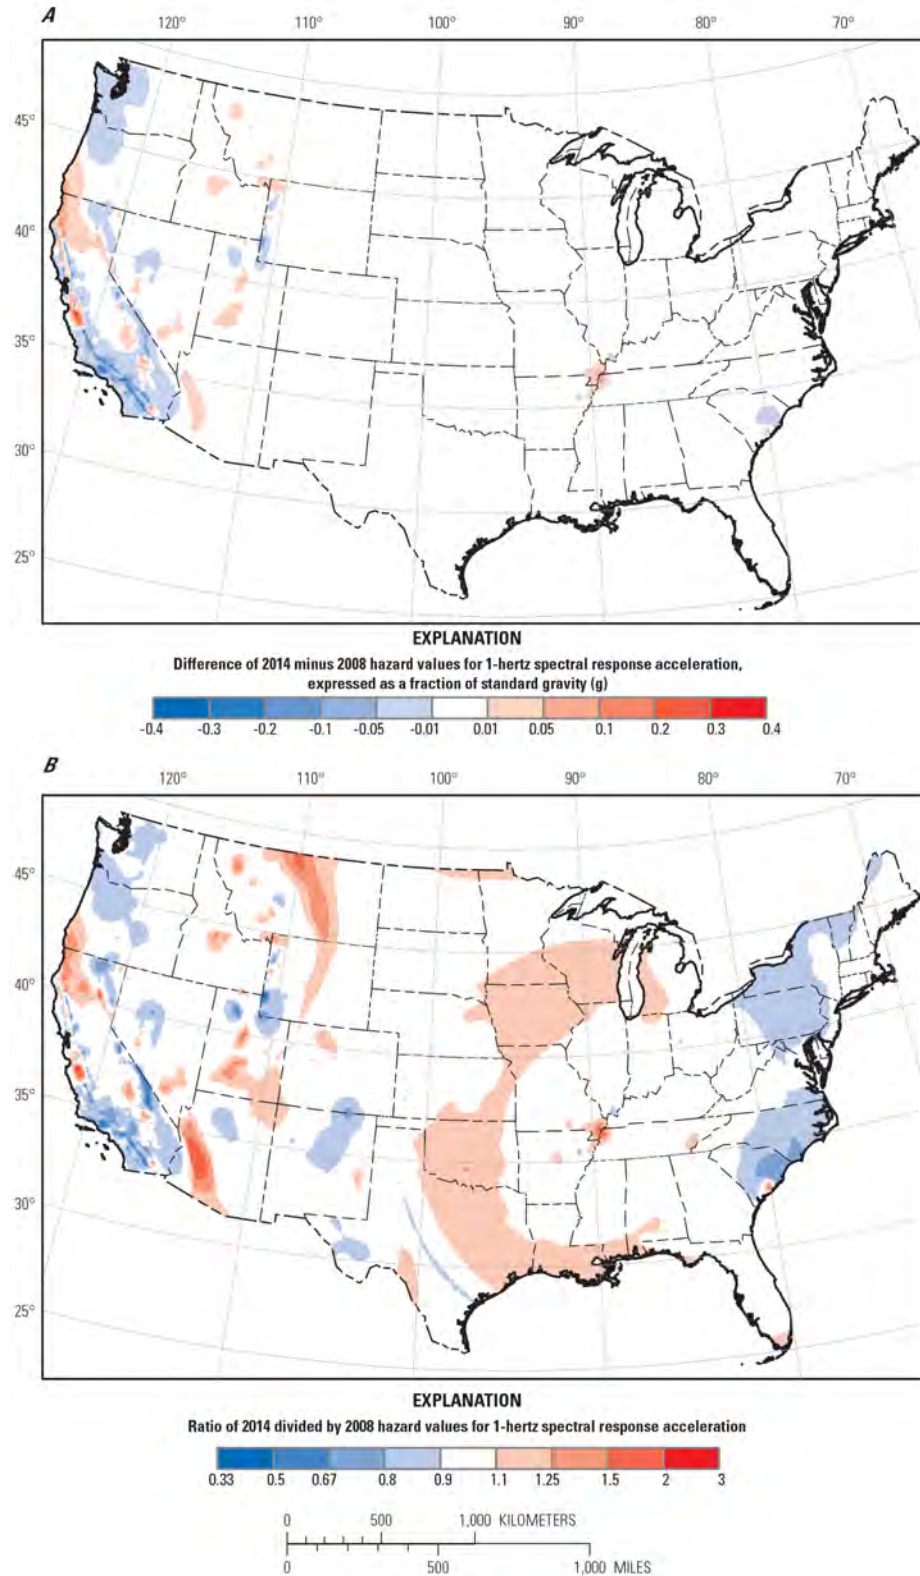 A
120° 110° 100° 90° 80° 70°
45°
40°
35°
30°
25°
EXPLANATION
Difference of 2014 minus 2008 hazard values for 1-hertz spectral response acceleration,
expressed as a fraction of standard gravity (g)
-0.4 -0.3 -0.2 -0.1 -0.05 -0.01 0.01 0.05 0.1 0.2 0.3 0.4
B
120° 110° 100° 90° 80° 70°
45°
40°
35°
30°
25°
EXPLANATION
Ratio of 2014 divided by 2008 hazard values for 1-hertz spectral response acceleration
0.33 0.5 0.67 0.8 0.9 1.1 1.25 1.5 2 3
0 500 1,000 KILOMETERS
0 500 1,000 MILES